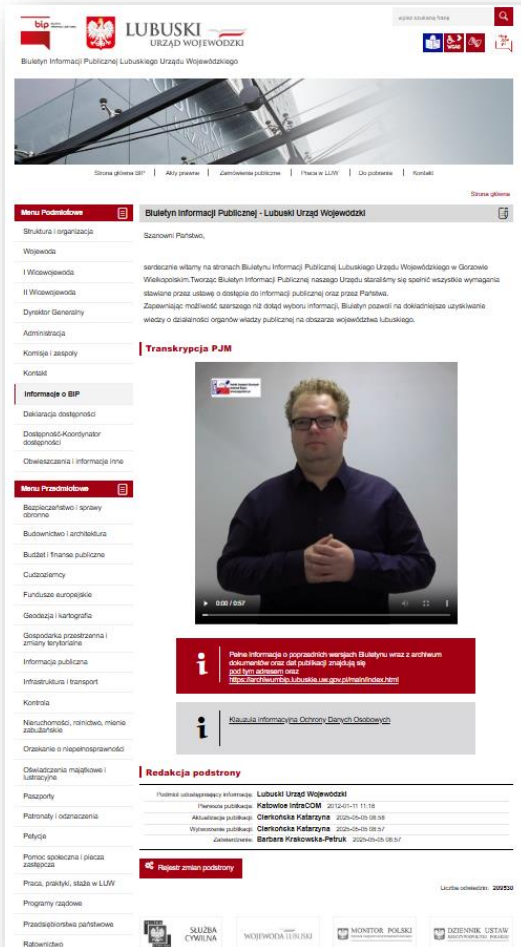 bip
LUBUSKI
URZĄD WOJEWÓDZKI
wpisz szukaną frazę
WCAG
Biuletyn Informacji Publicznej Lubuskiego Urzędu Wojewódzkiego
Strona główna BIP | Akty prawne | Zamówienia publiczne | Praca w LUW | Do pobrania | Kontakt
Strona główna
Menu Podmiotowe
Struktura i organizacja
Wojewoda
I Wicewojewoda
II Wicewojewoda
Dyrektor Generalny
Administracja
Komisje i zespoły
Kontakt
Informacje o BIP
Deklaracja dostępności
Dostępność-Koordynator
dostępności
Obwieszczenia i informacje inne
Menu Przedmiotowe
Bezpieczeństwo i sprawy
obronne
Budownictwo i architektura
Budżet i finanse publiczne
Cudzoziemcy
Fundusze europejskie
Geodezja i kartografia
Gospodarka przestrzenna i
zmiany terytorialne
Informacja publiczna
Infrastruktura i transport
Kontrola
Nieruchomości, rolnictwo, mienie
zabużańskie
Orzekanie o niepełnosprawności
Oświadczenia majątkowe i
lustracyjne
Paszporty
Patronaty i odznaczenia
Petycje
Pomoc społeczna i piecza
zastępcza
Praca, praktyki, staże w LUW
Programy rządowe
Przedsiębiorstwa państwowe
Ratownictwo
Biuletyn Informacji Publicznej - Lubuski Urząd Wojewódzki
Szanowni Państwo,
serdecznie witamy na stronach Biuletynu Informacji Publicznej Lubuskiego Urzędu Wojewódzkiego w Gorzowie
Wielkopolskim.Tworząc Biuletyn Informacji Publicznej naszego Urzędu staraliśmy się spełnić wszystkie wymagania
stawiane przez ustawę o dostępie do informacji publicznej oraz przez Państwa.
Zapewniając możliwość szerszego niż dotąd wyboru informacji, Biuletyn pozwoli na dokładniejsze uzyskiwanie
wiedzy o działalności organów władzy publicznej na obszarze województwa lubuskiego.
Transkrypcja PJM
0:00 / 0:57
Pełne informacje o poprzednich wersjach Biuletynu wraz z archiwum
dokumentów oraz dat publikacji znajdują się
pod tym adresem oraz
https://archiwumbip.lubuskie.uw.gov.pl/main/index.html
Klauzula informacyjna Ochrony Danych Osobowych
Redakcja podstrony
Podmiot udostępniający informację: Lubuski Urząd Wojewódzki
Pierwsza publikacja: Katowice IntraCOM 2012-01-11 11:18
Aktualizacja publikacji: Cierkońska Katarzyna 2025-05-05 08:58
Wytworzenie publikacji: Cierkońska Katarzyna 2025-05-05 08:57
Zatwierdzenie: Barbara Krakowska-Petruk 2025-05-05 08:57
Rejestr zmian podstrony
Liczba odwiedzin: 209530
SŁUŻBA
CYWILNA
WOJEWODA LUBUSKI
MONITOR POLSKI
DZIENNIK USTAW